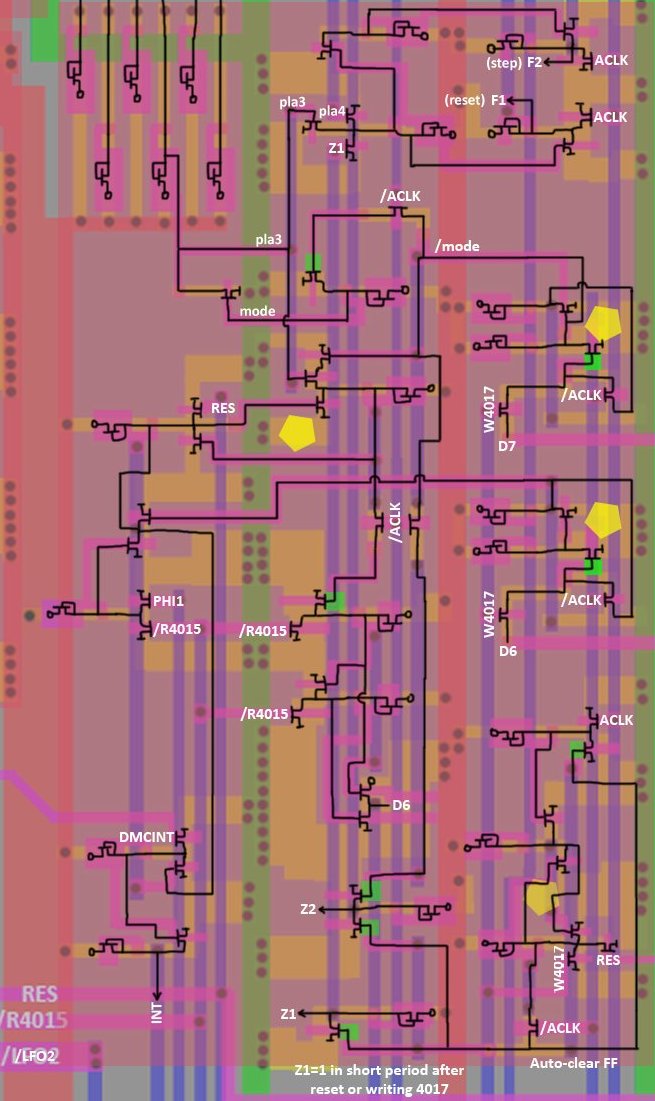 (step) F2
ACLK
(reset) F1
pla3
pla4
ACLK
Z1
/ACLK
pla3
/mode
mode
RES
W4017
/ACLK
D7
/ACLK
PHI1
/R4015
/R4015
W4017
/ACLK
D6
/R4015
ACLK
D6
DMCINT
Z2
W4017
RES
RES
/R4015
INT
Z1
/ACLK
/LFO2
/LFO2
Auto-clear FF
Z1=1 in short period after
reset or writing 4017